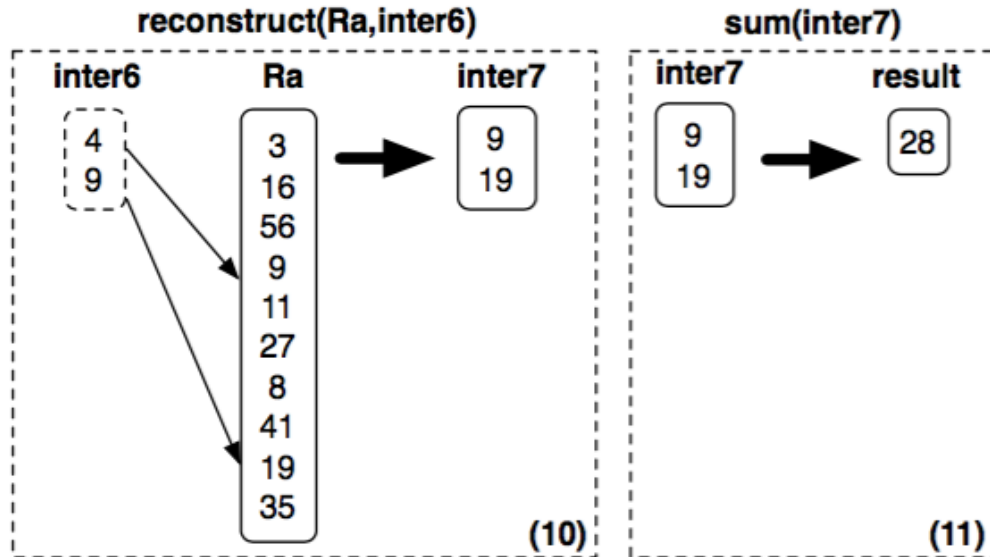 reconstruct(Ra,inter6)
inter6
Ra
inter7
4
9
3
16
56
9
11
27
8
41
19
35
9
19
(10)
sum(inter7)
inter7
result
9
19
28
(11)